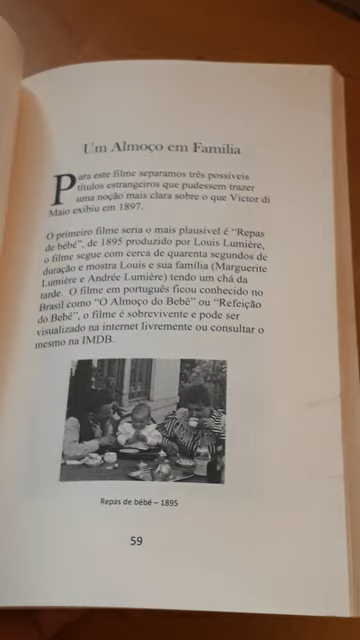 Um Almoço em Família
Para este filme separamos três possíveis
títulos estrangeiros que pudessem trazer
uma noção mais clara sobre o que Victor di
Maio exibiu em 1897.
O primeiro filme seria o mais plausível é “Repas
de bébé”, de 1895 produzido por Louis Lumière,
o filme segue com cerca de quarenta segundos de
duração e mostra Louis e sua família (Marguerite
Lumière e Andrée Lumière) tendo um chá da
tarde. O filme em português ficou conhecido no
Brasil como “O Almoço do Bebê” ou “Refeição
do Bebê”, o filme é sobrevivente e pode ser
visualizado na internet livremente ou consultar o
mesmo na IMDB.
Repas de bébé – 1895
59